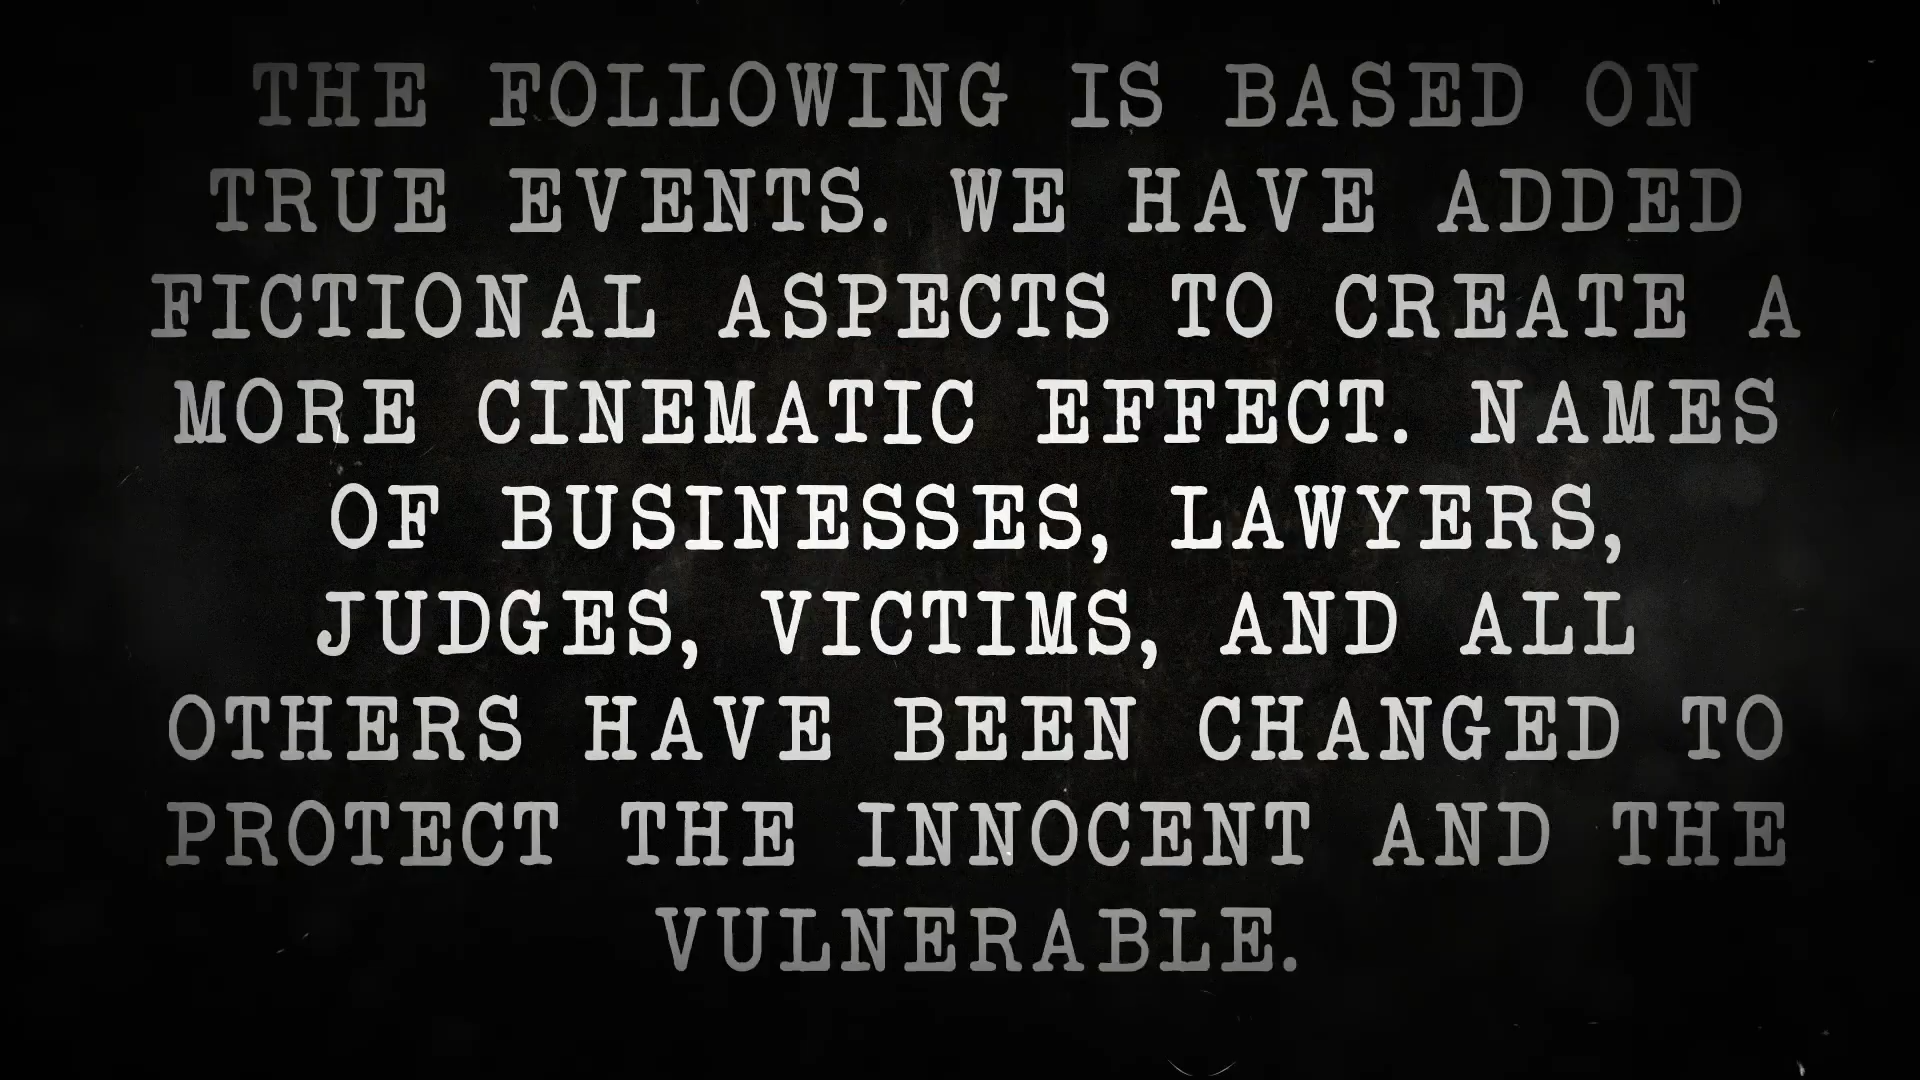 THE FOLLOWING IS BASED ON
TRUE EVENTS. WE HAVE ADDED
FICTIONAL ASPECTS TO CREATE A
MORE CINEMATIC EFFECT. NAMES
OF BUSINESSES, LAWYERS,
JUDGES, VICTIMS, AND ALL
OTHERS HAVE BEEN CHANGED TO
PROTECT THE INNOCENT AND THE
VULNERABLE.